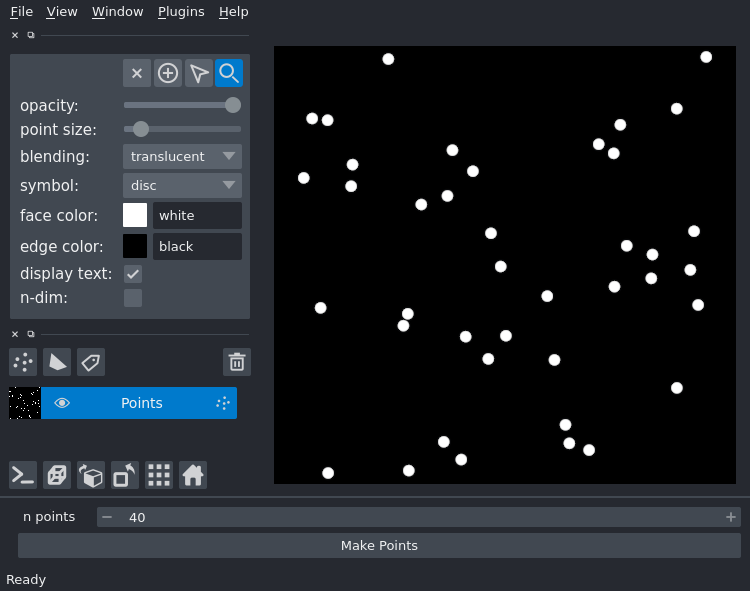 File View Window Plugins Help
opacity:
point size:
blending: translucent
symbol: disc
face color: white
edge color: black
display text:
n-dim:
Points
n points 40
Make Points
Ready